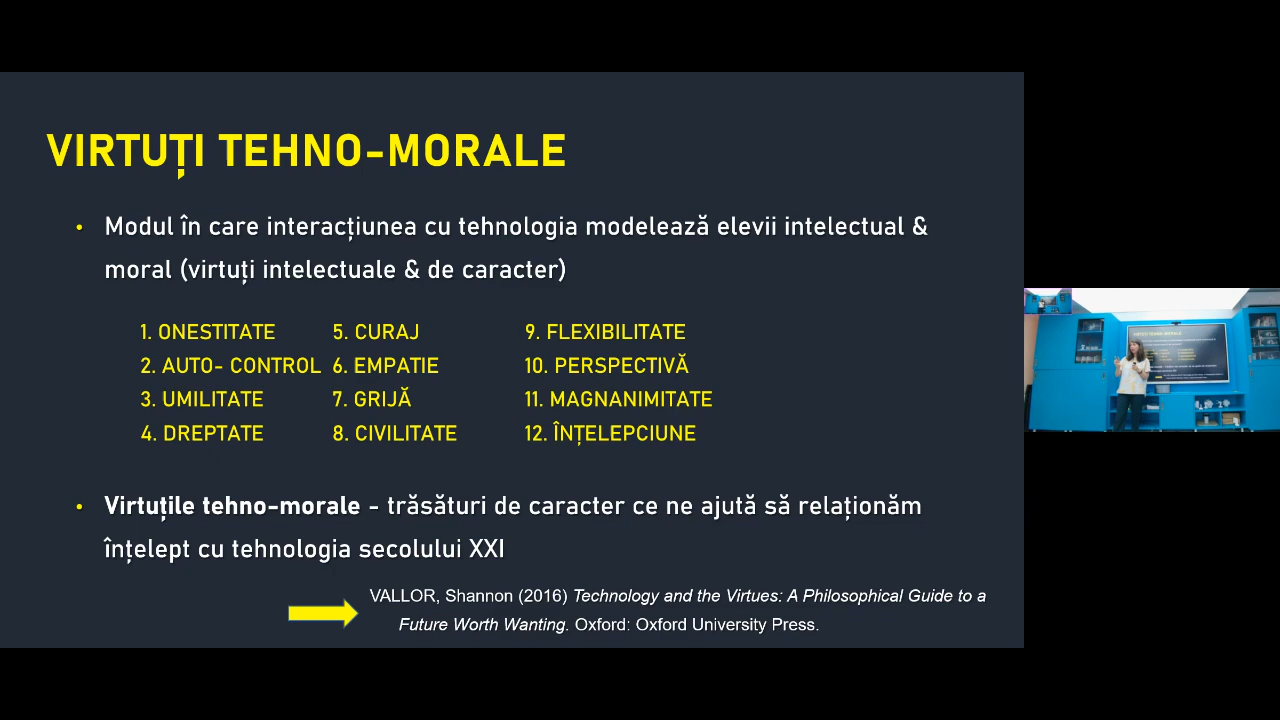 VIRTUȚI TEHNO-MORALE
• Modul în care interacțiunea cu tehnologia modelează elevii intelectual &
moral (virtuți intelectuale & de caracter)
1. ONESTITATE
2. AUTO- CONTROL
3. UMILITATE
4. DREPTATE
5. CURAJ
6. EMPATIE
7. GRIJĂ
8. CIVILITATE
9. FLEXIBILITATE
10. PERSPECTIVĂ
11. MAGNANIMITATE
12. ÎNȚELEPCIUNE
• Virtuțile tehno-morale - trăsături de caracter ce ne ajută să relaționăm
înțelept cu tehnologia secolului XXI
VALLOR, Shannon (2016) Technology and the Virtues: A Philosophical Guide to a
Future Worth Wanting. Oxford: Oxford University Press.
VIRTUȚI TEHNO-MORALE